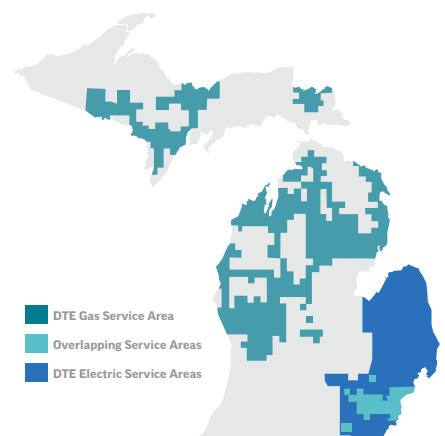 DTE Gas Service Area
Overlapping Service Areas
DTE Electric Service Areas